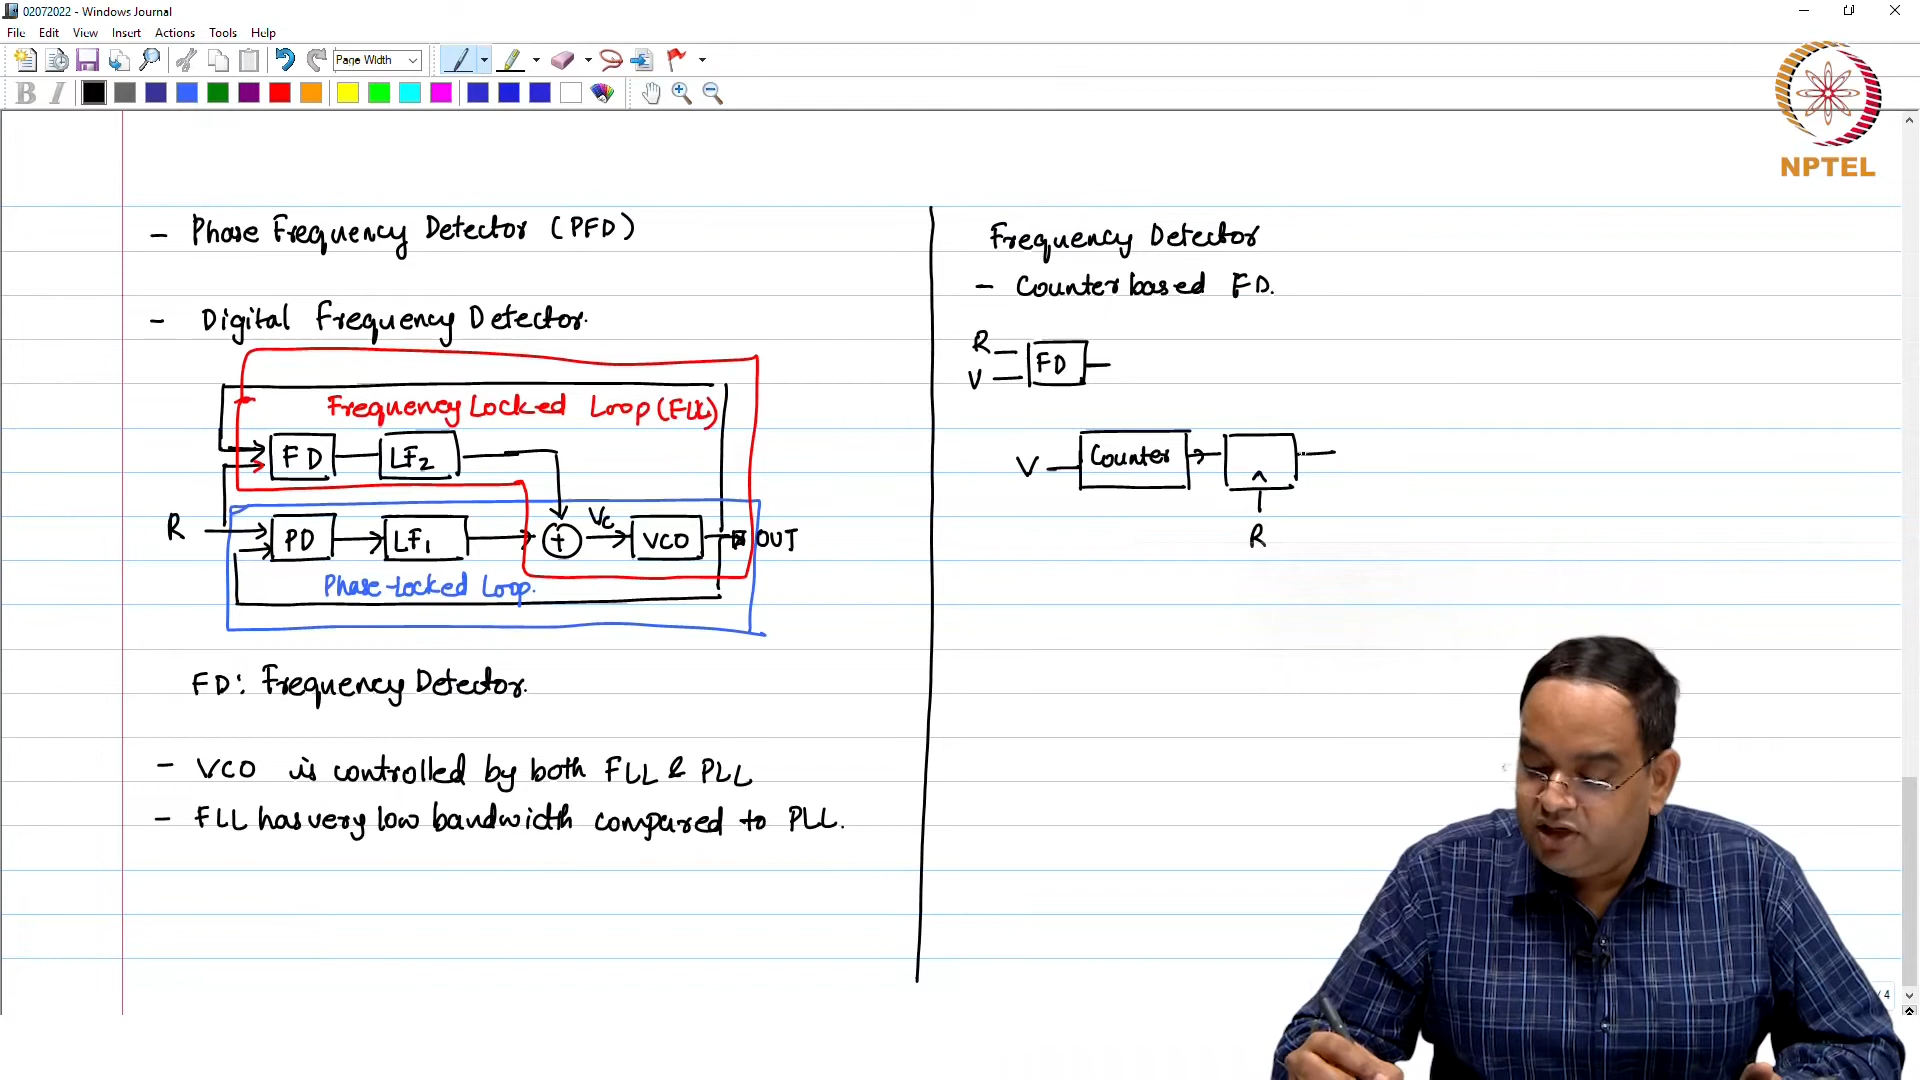 02072022 - Windows Journal
File Edit View Insert Actions Tools Help
Page Width
B I
NPTEL
- Phase Frequency Detector (PFD)
- Digital Frequency Detector.
Frequency Locked Loop (FLL)
FD LF2
R PD LF1 + Vc VCO OUT
Phase-Locked Loop.
FD: Frequency Detector.
- VCO is controlled by both FLL & PLL
- FLL has very low bandwidth compared to PLL.
Frequency Detector
- Counter based FD.
R
V
FD
V Counter
R
/ 4